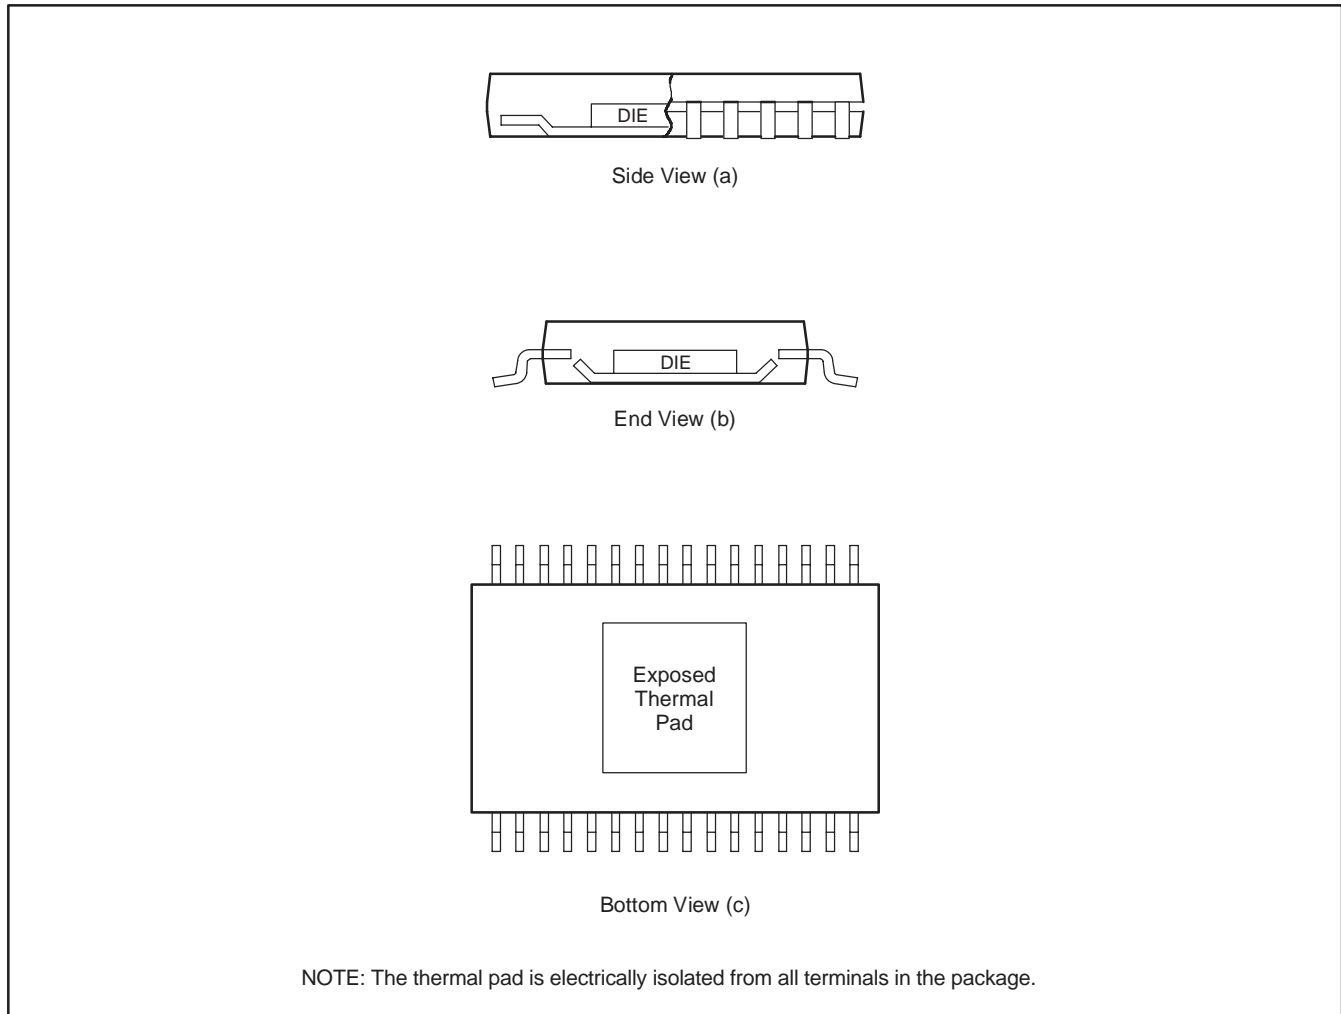 DIE
Side View (a)
DIE
End View (b)
Exposed
Thermal
Pad
Bottom View (c)
NOTE: The thermal pad is electrically isolated from all terminals in the package.